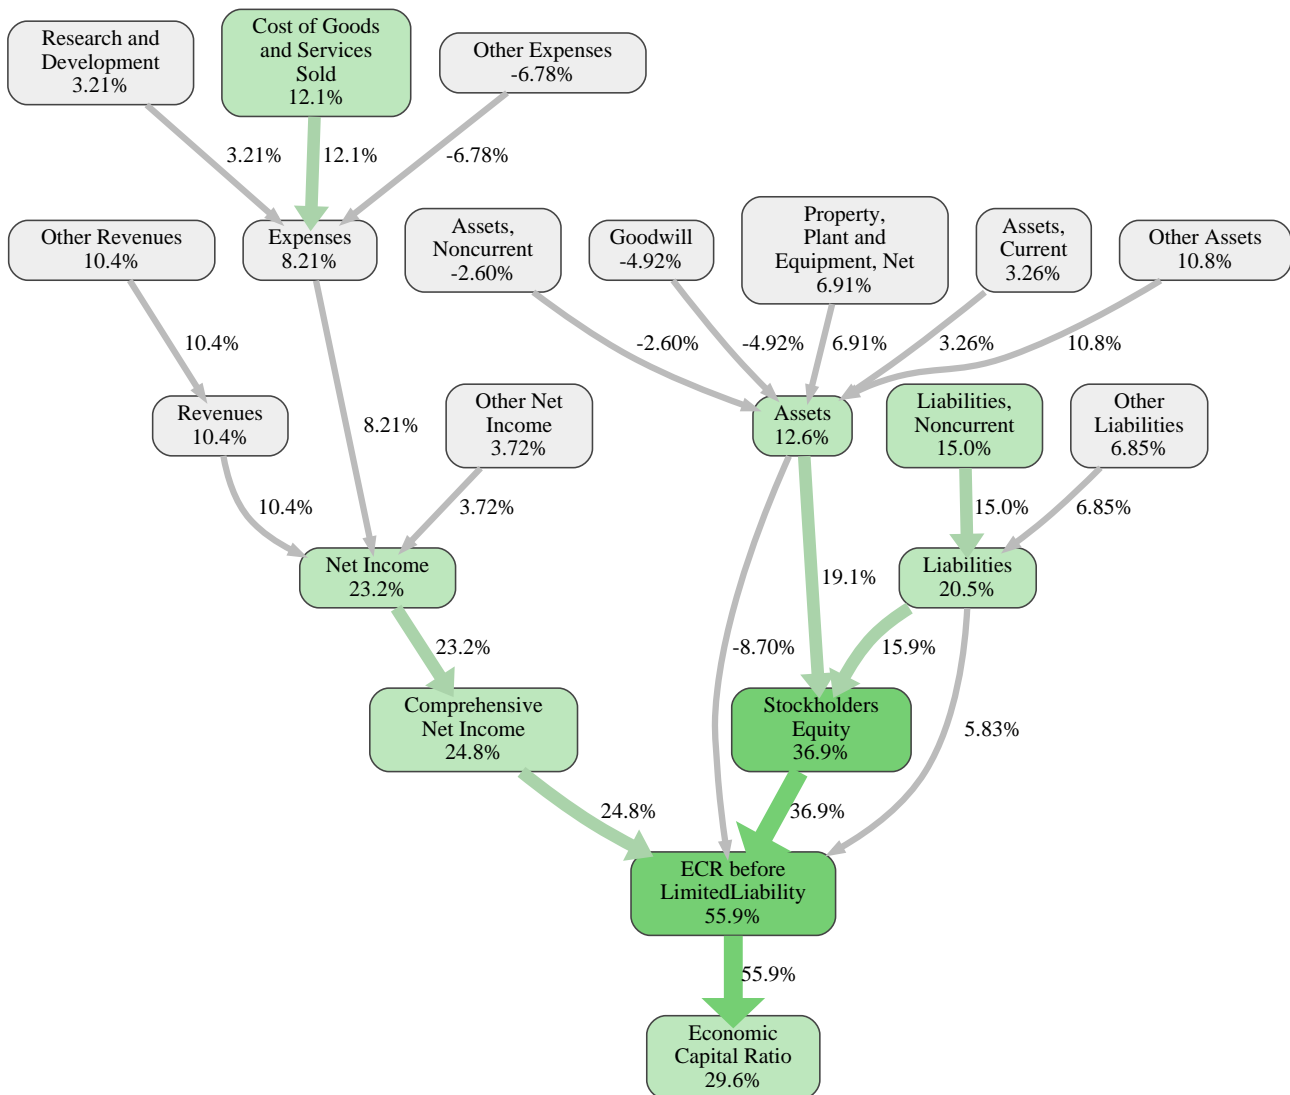 Research and
Development
3.21%
Cost of Goods
and Services
Sold
12.1%
Other Expenses
-6.78%
3.21%
12.1%
-6.78%
Other Revenues
10.4%
Expenses
8.21%
Assets,
Noncurrent
-2.60%
Goodwill
-4.92%
Property,
Plant and
Equipment, Net
6.91%
Assets,
Current
3.26%
Other Assets
10.8%
10.4%
-2.60%
-4.92%
6.91%
3.26%
10.8%
Revenues
10.4%
8.21%
Other Net
Income
3.72%
Assets
12.6%
Liabilities,
Noncurrent
15.0%
Other
Liabilities
6.85%
10.4%
3.72%
15.0%
6.85%
Net Income
23.2%
19.1%
Liabilities
20.5%
23.2%
-8.70%
15.9%
Comprehensive
Net Income
24.8%
Stockholders
Equity
36.9%
5.83%
24.8%
36.9%
ECR before
LimitedLiability
55.9%
55.9%
Economic
Capital Ratio
29.6%